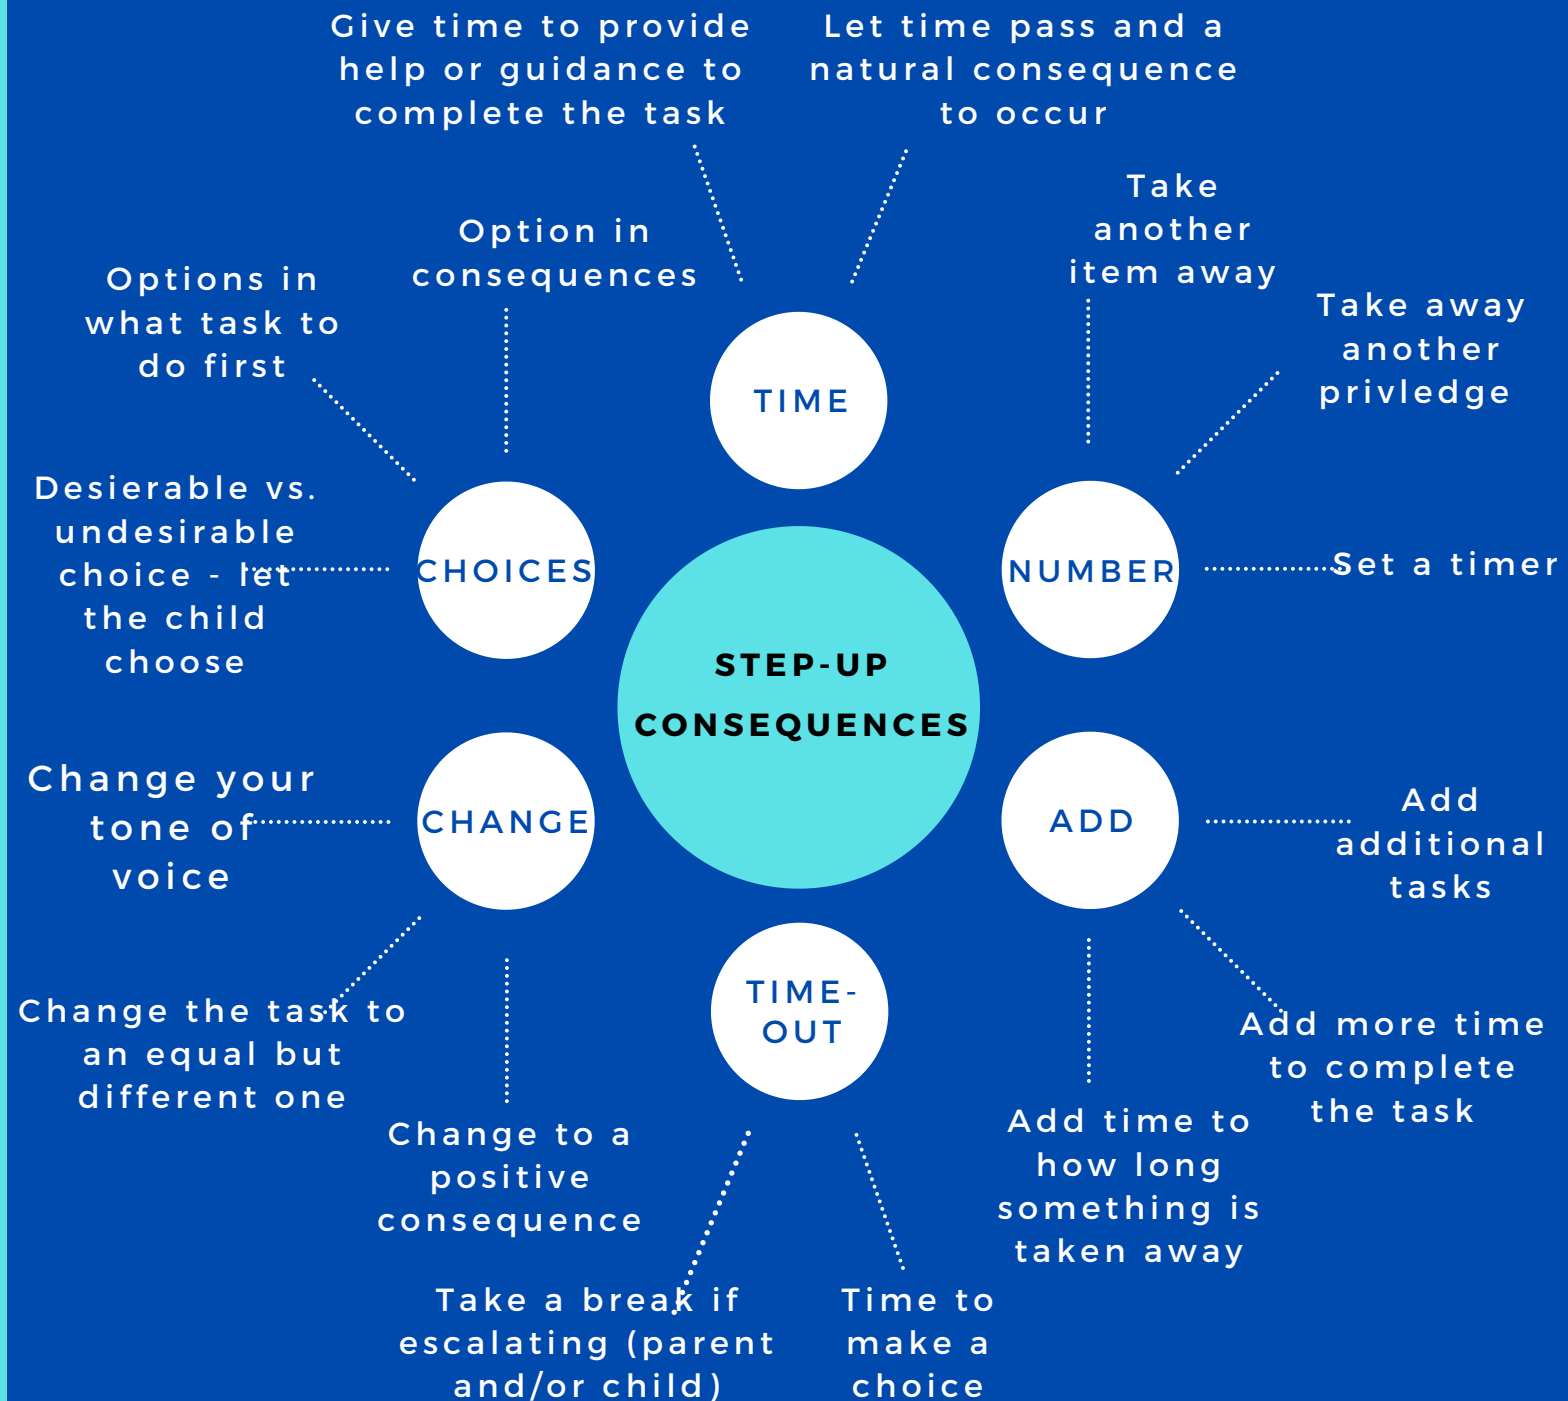 Give time to provide
help or guidance to
complete the task
Let time pass and a
natural consequence
to occur
Option in
consequences
Options in
what task to
do first
Desierable vs.
undesirable
choice - let
the child
choose
Take
another
item away
Take away
another
privledge
Set a timer
TIME
CHOICES
NUMBER
STEP-UP
CONSEQUENCES
CHANGE
ADD
TIME-
OUT
Change your
tone of
voice
Change the task to
an equal but
different one
Change to a
positive
consequence
Add
additional
tasks
Add more time
to complete
the task
Add time to
how long
something is
taken away
Take a break if
escalating (parent
and/or child)
Time to
make a
choice